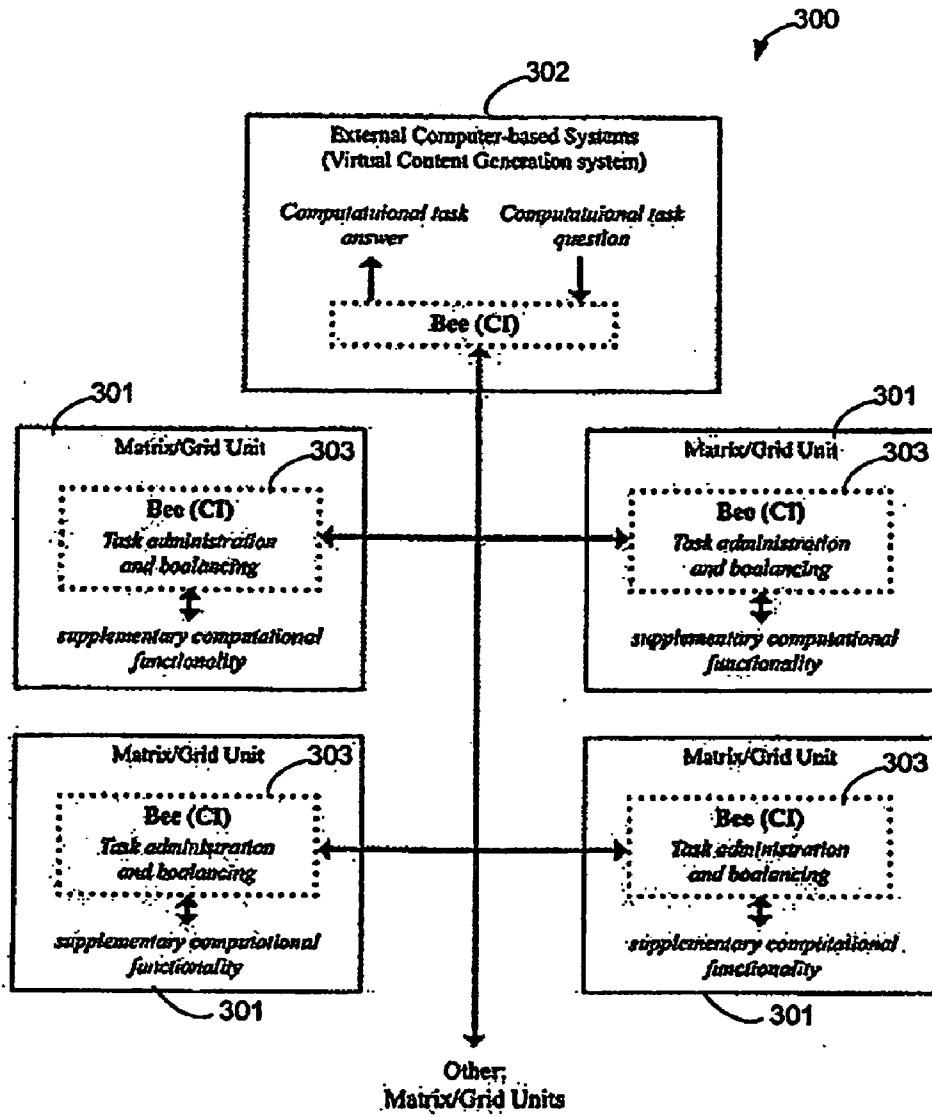 300
302
External Computer-based Systems
(Virtual Content Generation system)
Computatuional task
answer
Computatuional task
question
Bee (CI)
301
Matrix/Grid Unit
303
Bee (CI)
Task administration
and boalancing
supplementary computational
functionality
301
Matrix/Grid Unit
303
Bee (CI)
Task administration
and boalancing
supplementary computational
functionality
Matrix/Grid Unit
303
Bee (CI)
Task administration
and boalancing
supplementary computational
functionality
301
Matrix/Grid Unit
303
Bee (CI)
Task administration
and boalancing
supplementary computational
functionality
301
Other
Matrix/Grid Units